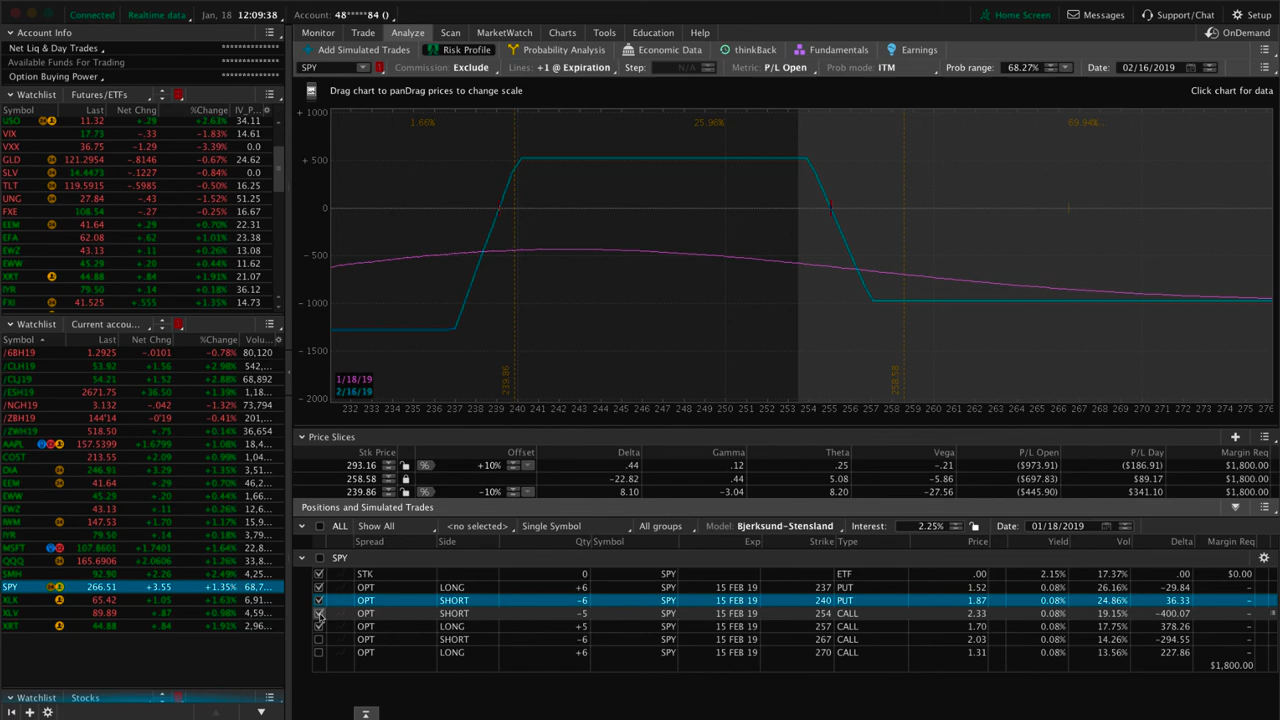 Connected Realtime data Jan, 18 12:09:38 Account: 48*****84 () Home Screen Messages Support/Chat Setup
Account Info
Net Liq & Day Trades **************
Available Funds For Trading **************
Option Buying Power **************
Monitor Trade Analyze Scan MarketWatch Charts Tools Education Help OnDemand
Add Simulated Trades Risk Profile Probability Analysis Economic Data thinkBack Fundamentals Earnings
SPY Commission: Exclude Lines: +1 @ Expiration Step: N/A Metric: P/L Open Prob mode: ITM Prob range: 68.27% Date: 02/16/2019
Drag chart to panDrag prices to change scale Click chart for data
Watchlist Futures/ETFs
Symbol Last Net Chng %Change IV_P...
USO 11.32 +.29 +2.63% 34.11
VIX 17.73 -.33 -1.83% 14.61
VXX 36.75 -1.29 -3.39% 0.0
GLD 121.2954 -.8146 -0.67% 24.62
SLV 14.4473 -.1227 -0.84% 0.0
TLT 119.5915 -.5985 -0.50% 16.25
UNG 27.84 -.43 -1.52% 51.25
FXE 108.54 -.27 -0.25% 16.67
EEM 41.64 +.29 +0.70% 22.31
EFA 62.08 +.62 +1.01% 23.38
EWZ 43.13 +.11 +0.26% 13.08
EWW 45.29 +.20 +0.44% 11.62
XRT 44.88 +.84 +1.91% 21.07
IYR 79.50 +.14 +0.18% 36.12
FXI 41.525 +.555 +1.35% 14.73
Watchlist Current accou...
Symbol Last Net Chng %Change Volu...
/6BH19 1.2925 -.0101 -0.78% 80,120
/CLH19 53.92 +1.56 +2.98% 542,...
/CLJ19 54.21 +1.52 +2.88% 68,892
/ESH19 2671.75 +36.50 +1.39% 1,18...
/NGH19 3.132 -.042 -1.32% 73,794
/ZBH19 144'14 -0'19 -0.41% 201,...
/ZWH19 518.50 +.75 +0.14% 36,654
AAPL 157.5399 +1.6799 +1.08% 18,4...
COST 213.55 +2.09 +0.99% 10,4...
DIA 246.91 +3.13 +1.29% 3,51...
EEM 41.64 +.29 +0.70% 46,2...
EWW 45.29 +.20 +0.44% 1,66...
EWZ 43.13 +.11 +0.26% 15,0...
IWM 147.53 +1.70 +1.17% 15,9...
IYR 79.50 +.14 +0.18% 3,79...
MSFT 107.8601 +1.7401 +1.64% 22,8...
QQQ 165.6906 +2.0606 +1.26% 33,8...
SMH 92.90 +2.26 +2.49% 4,25...
SPY 266.51 +3.55 +1.35% 68,7...
XLK 65.42 +1.05 +1.63% 6,91...
XLV 89.89 +.87 +0.98% 4,59...
XRT 44.88 +.84 +1.91% 2,96...
Watchlist Stocks
+ 1000
+ 500
0
- 500
- 1000
- 1500
- 2000
1.66% 25.96% 69.94%..
239.86 258.58
1/18/19
2/16/19
232 233 234 235 236 237 238 239 240 241 242 243 244 245 246 247 248 249 250 251 252 253 254 255 256 257 258 259 260 261 262 263 264 265 266 267 268 269 270 271 272 273 274 275 276
Price Slices
Stk Price Offset Delta Gamma Theta Vega P/L Open P/L Day Margin Req
293.16 % +10% .44 .12 .25 -.21 ($973.91) ($186.91) $1,800.00
258.58 -22.82 .44 5.08 -5.86 ($697.83) $89.17 $1,800.00
239.86 % -10% 8.10 -3.04 8.20 -27.56 ($445.90) $341.10 $1,800.00
Positions and Simulated Trades
ALL Show All <no selected> Single Symbol All groups Model: Bjerksund-Stensland Interest: 2.25% Date: 01/18/2019
Spread Side Qty Symbol Exp Strike Type Price Yield Vol Delta Margin Req
SPY
STK 0 SPY ETF .00 2.15% 17.37% .00 $0.00
OPT LONG +6 SPY 15 FEB 19 237 PUT 1.52 0.08% 26.16% -29.84 -
OPT SHORT -6 SPY 15 FEB 19 240 PUT 1.87 0.08% 24.86% 36.33 -
OPT SHORT -5 SPY 15 FEB 19 254 CALL 2.33 0.08% 19.15% -400.07 -
OPT LONG +5 SPY 15 FEB 19 257 CALL 1.70 0.08% 17.75% 378.26 -
OPT SHORT -6 SPY 15 FEB 19 267 CALL 2.03 0.08% 14.26% -294.55 -
OPT LONG +6 SPY 15 FEB 19 270 CALL 1.31 0.08% 13.56% 227.86 -
$1,800.00